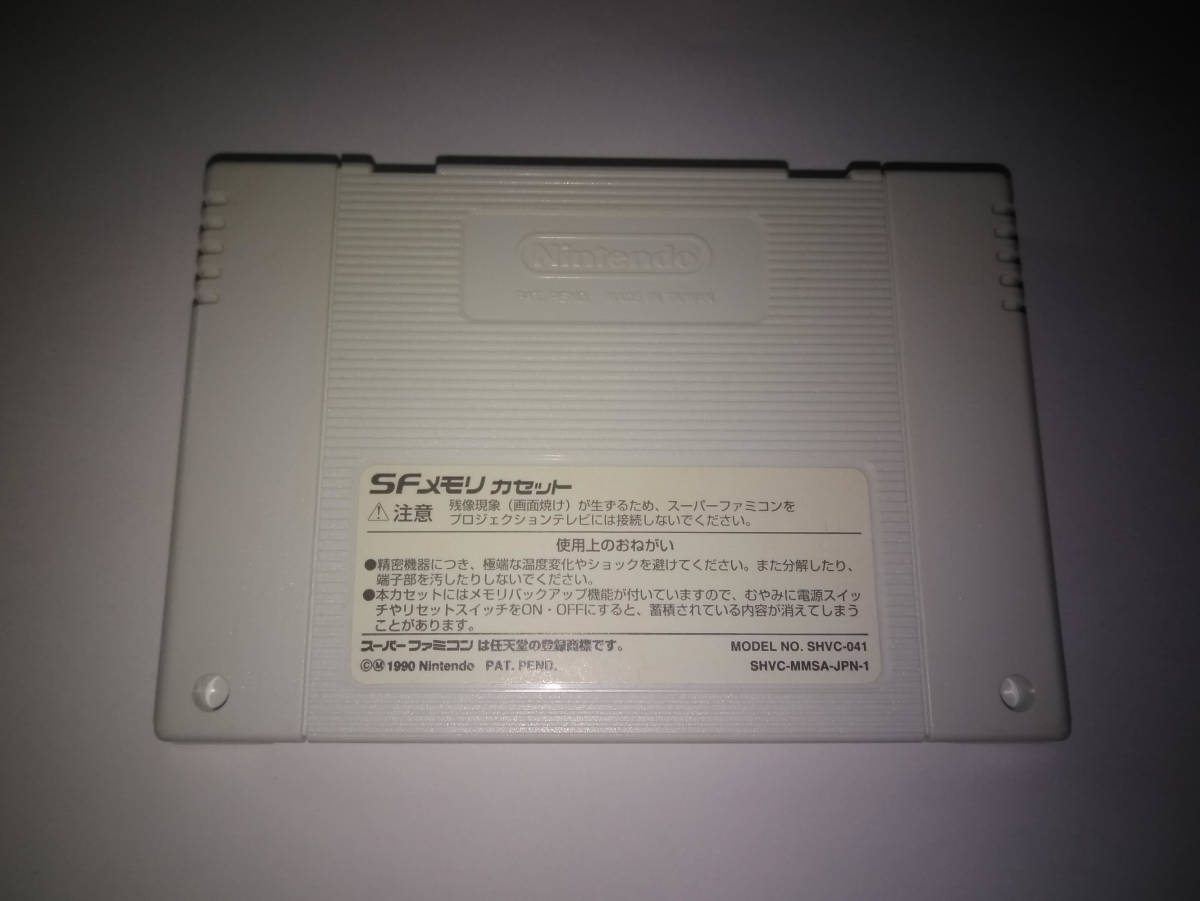 Nintendo
PAT. PEND. MADE IN TAIWAN
SFメモリ カセット
⚠注意 残像現象（画面焼け）が生ずるため、スーパーファミコンを
プロジェクションテレビには接続しないでください。
使用上のおねがい
●精密機器につき、極端な温度変化やショックを避けてください。また分解したり、
端子部を汚したりしないでください。
●本カセットにはメモリバックアップ機能が付いていますので、むやみに電源スイッ
チやリセットスイッチをON・OFFにすると、蓄積されている内容が消えてしまう
ことがあります。
スーパーファミコンは任天堂の登録商標です。 MODEL NO. SHVC-041
©Ⓜ1990 Nintendo PAT. PEND. SHVC-MMSA-JPN-1